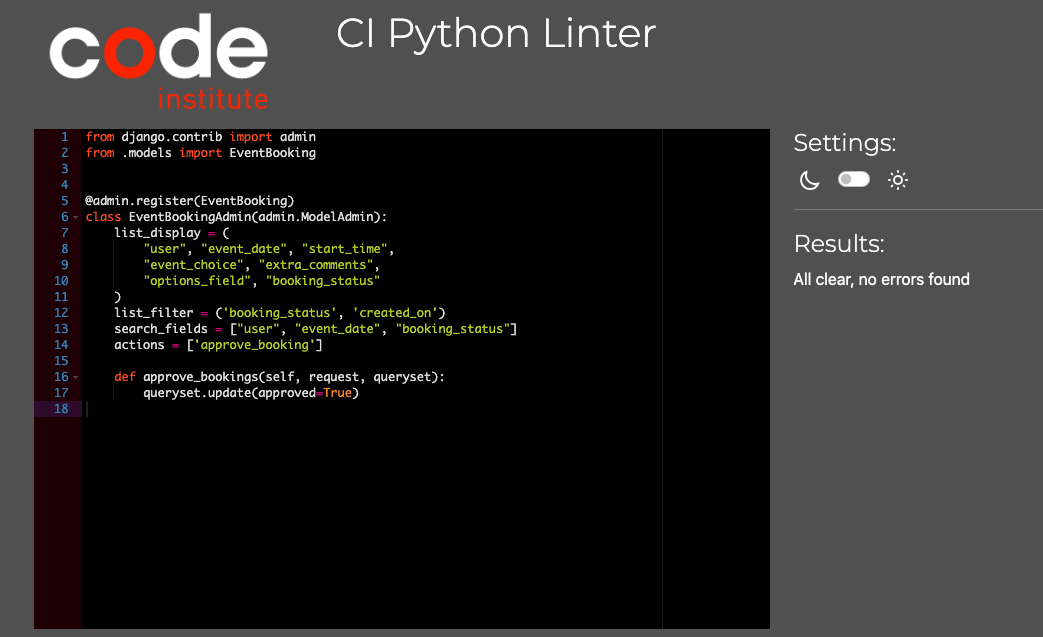 code
institute
CI Python Linter
1 from django.contrib import admin
2 from .models import EventBooking
3
4
5 @admin.register(EventBooking)
6 class EventBookingAdmin(admin.ModelAdmin):
7     list_display = (
8         "user", "event_date", "start_time",
9         "event_choice", "extra_comments",
10         "options_field", "booking_status"
11     )
12     list_filter = ('booking_status', 'created_on')
13     search_fields = ["user", "event_date", "booking_status"]
14     actions = ['approve_booking']
15
16     def approve_bookings(self, request, queryset):
17         queryset.update(approved=True)
18
Settings:
Results:
All clear, no errors found